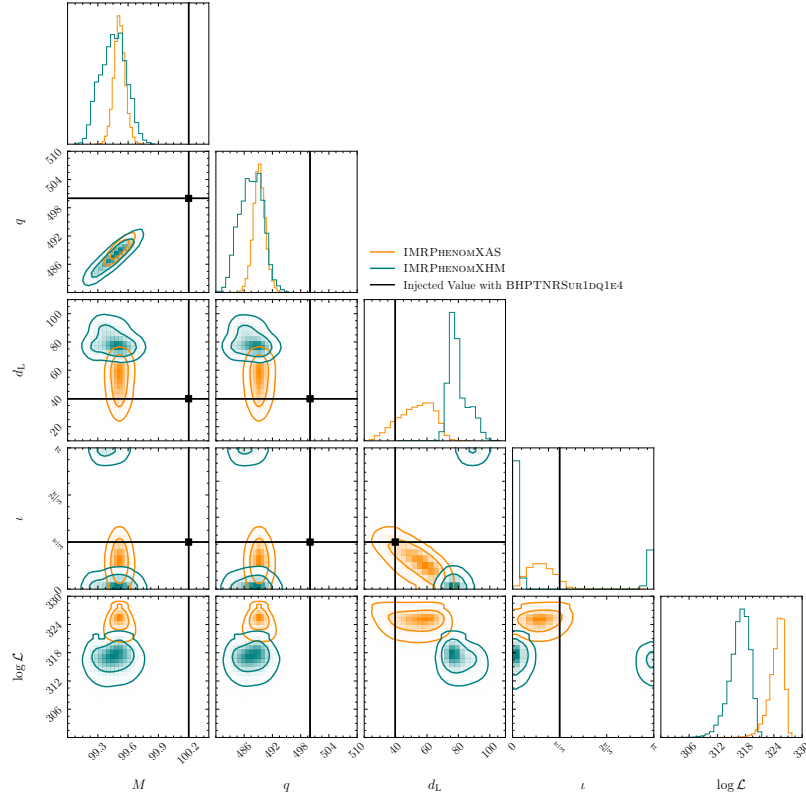 510
504
498
492
486
q
IMRPHENOMXAS
IMRPHENOMXHM
Injected Value with BHPTNRSUR1DQ1E4
100
80
60
40
20
d_L
π
2π/3
π/3
0
ι
330
324
318
312
306
log L
99.3 99.6 99.9 100.2
486 492 498 504 510
20 40 60 80 100
0 π/3 2π/3 π
306 312 318 324 330
M q d_L ι log L